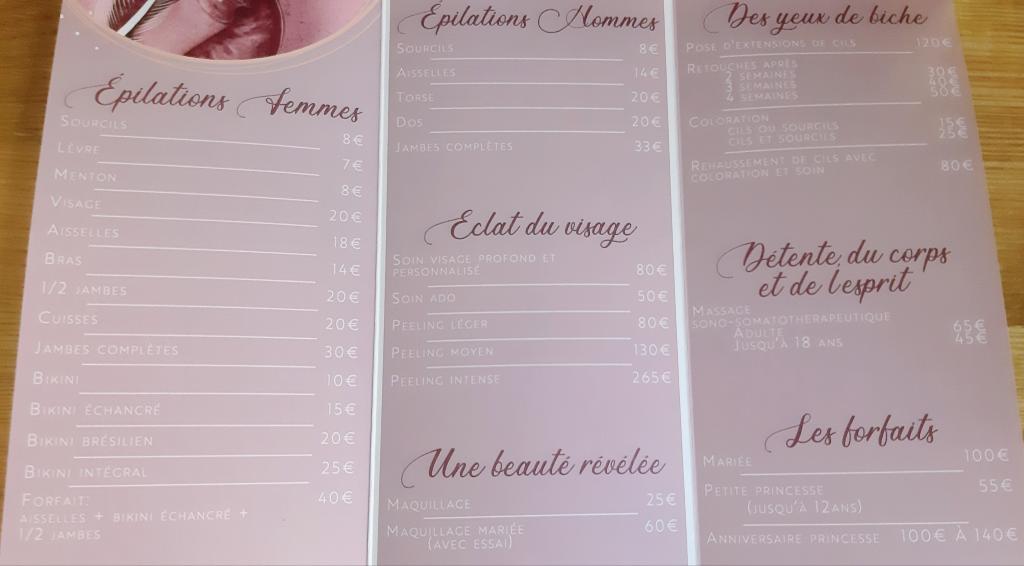 Épilations Femmes
SOURCILS 8€
LÈVRE 7€
MENTON 8€
VISAGE 20€
AISSELLES 18€
BRAS 14€
1/2 JAMBES 20€
CUISSES 20€
JAMBES COMPLÈTES 30€
BIKINI 10€
BIKINI ÉCHANCRÉ 15€
BIKINI BRÉSILIEN 20€
BIKINI INTÉGRAL 25€
FORFAIT: 40€
AISSELLES + BIKINI ÉCHANCRÉ +
1/2 JAMBES
Épilations Hommes
SOURCILS 8€
AISSELLES 14€
TORSE 20€
DOS 20€
JAMBES COMPLÈTES 33€
Eclat du visage
SOIN VISAGE PROFOND ET
PERSONNALISÉ 80€
SOIN ADO 50€
PEELING LÉGER 80€
PEELING MOYEN 130€
PEELING INTENSE 265€
Une beauté révélée
MAQUILLAGE 25€
MAQUILLAGE MARIÉE 60€
(AVEC ESSAI)
Des yeux de biche
POSE D'EXTENSIONS DE CILS 120€
RETOUCHES APRÈS
2 SEMAINES 30€
3 SEMAINES 40€
4 SEMAINES 50€
COLORATION
CILS OU SOURCILS 15€
CILS ET SOURCILS 25€
REHAUSSEMENT DE CILS AVEC
COLORATION ET SOIN 80€
Détente du corps
et de l'esprit
MASSAGE
SONO-SOMATOTHERAPEUTIQUE
ADULTE 65€
JUSQU'À 18 ANS 45€
Les forfaits
MARIÉE 100€
PETITE PRINCESSE 55€
(JUSQU'À 12ANS)
ANNIVERSAIRE PRINCESSE 100€ À 140€